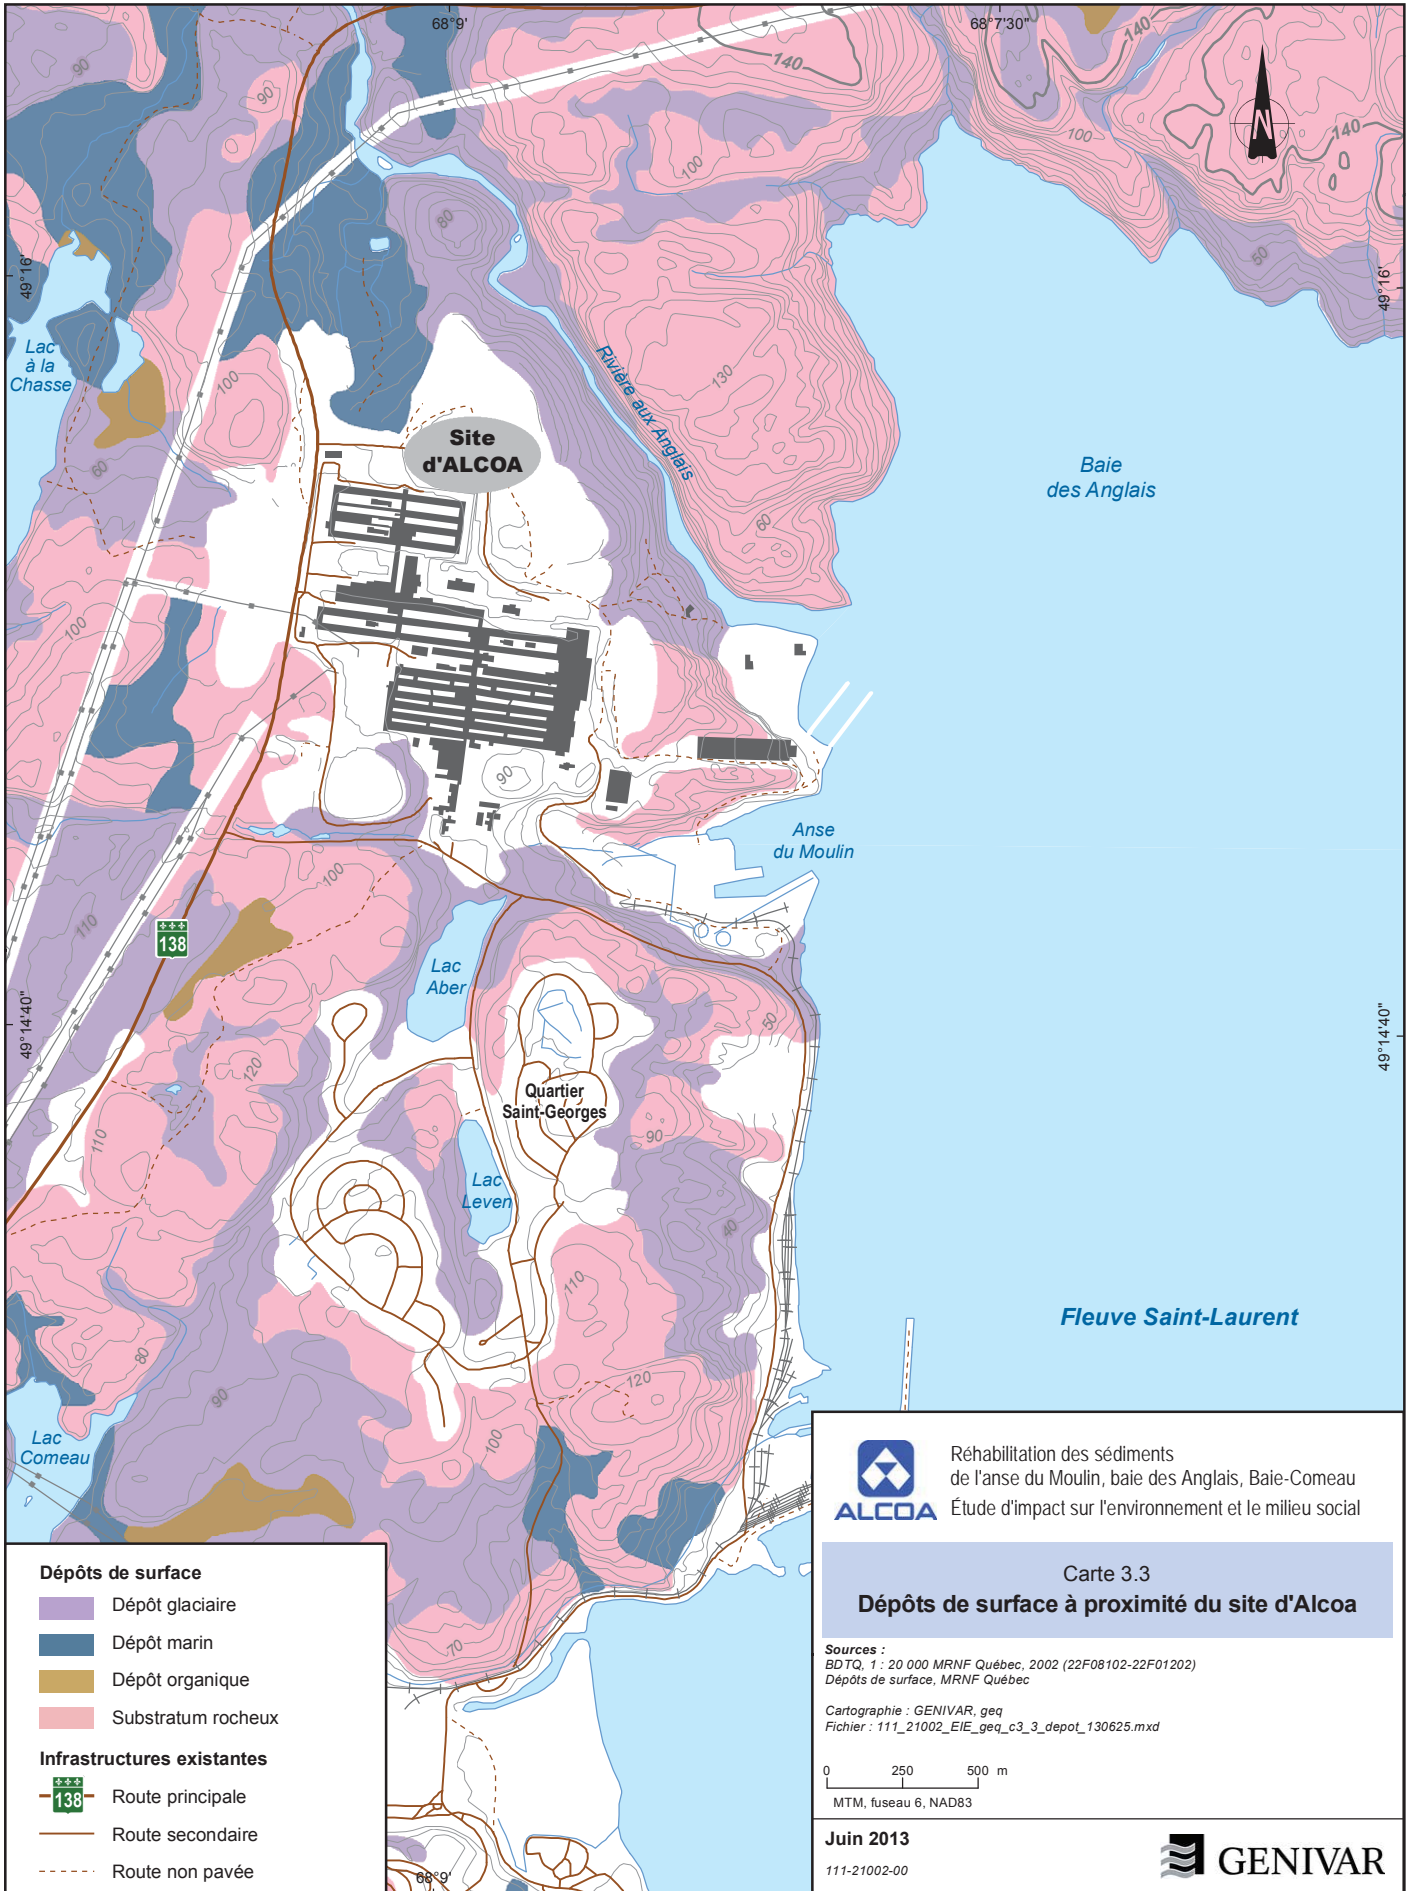 68°9'
68°7'30"
140
140
140
90
90
100
100
N
80
50
49°16'
49°16'
Lac
à la
Chasse
100
Rivière aux Anglais
130
Site
d'ALCOA
Baie
des Anglais
60
60
100
90
Anse
du Moulin
100
110
138
Lac
Aber
50
49°14'40"
49°14'40"
120
Quartier
Saint-Georges
110
90
Lac
Leven
40
110
Fleuve Saint-Laurent
80
120
90
100
Lac
Comeau
70
68°9'
Dépôts de surface
Dépôt glaciaire
Dépôt marin
Dépôt organique
Substratum rocheux
Infrastructures existantes
138 Route principale
Route secondaire
Route non pavée
ALCOA
Réhabilitation des sédiments
de l'anse du Moulin, baie des Anglais, Baie-Comeau
Étude d'impact sur l'environnement et le milieu social
Carte 3.3
Dépôts de surface à proximité du site d'Alcoa
Sources :
BDTQ, 1 : 20 000 MRNF Québec, 2002 (22F08102-22F01202)
Dépôts de surface, MRNF Québec
Cartographie : GENIVAR, geq
Fichier : 111_21002_EIE_geq_c3_3_depot_130625.mxd
0 250 500 m
MTM, fuseau 6, NAD83
Juin 2013
111-21002-00
GENIVAR